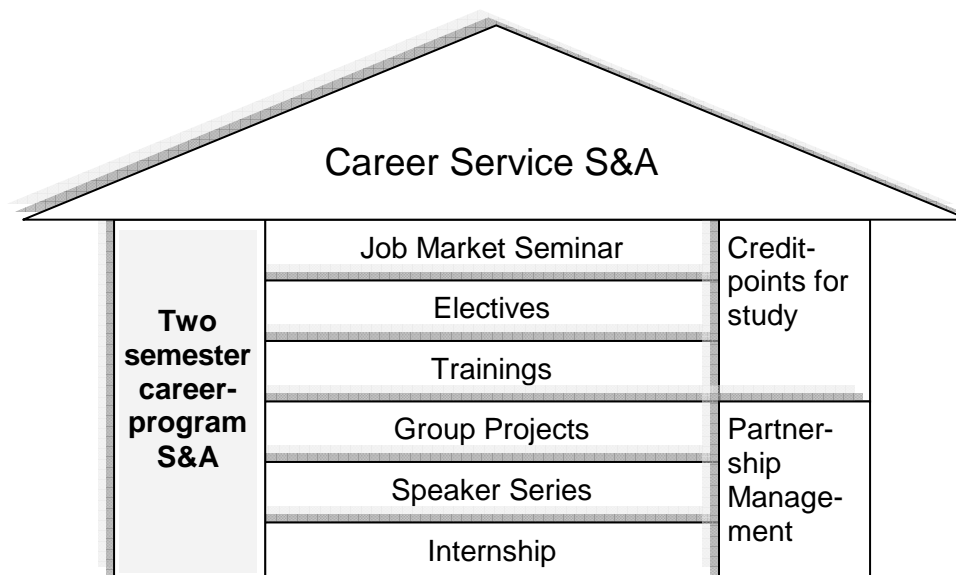 Career Service S&A
Two
semester
career-
program
S&A
Job Market Seminar
Electives
Trainings
Group Projects
Speaker Series
Internship
Credit-
points for
study
Partner-
ship
Manage-
ment